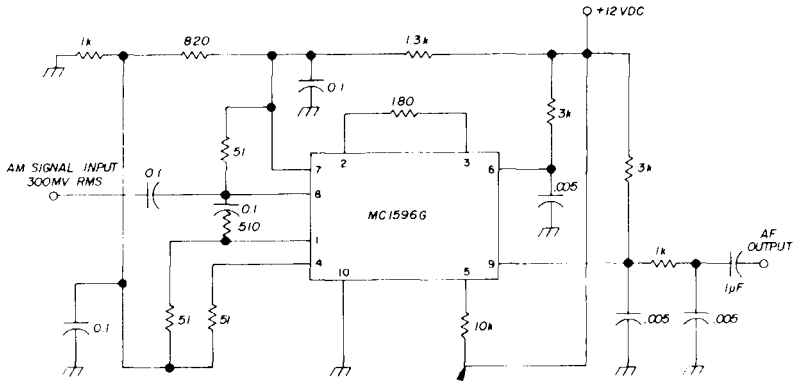 +12VDC
1k
820
1.3k
0.1
180
3k
51
3k
2
3
7
6
AM SIGNAL INPUT
300MV RMS
0.1
8
.005
0.1
MC1596G
510
AF
OUTPUT
1
1k
4
10
5
9
1µF
0.1
51
51
10k
.005
.005